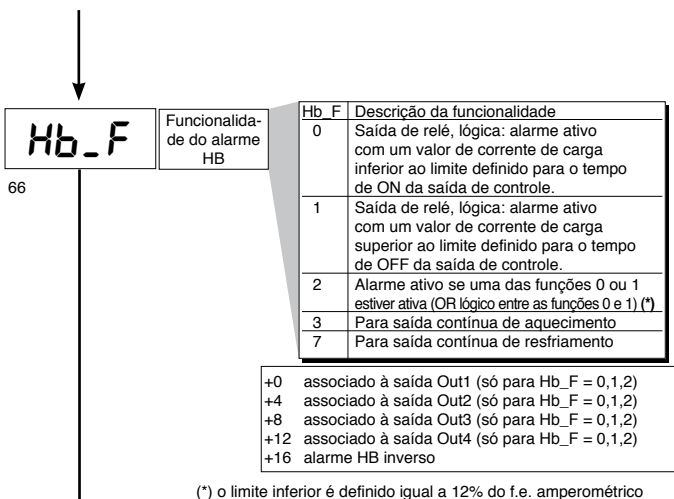 Hb_F
66
Funcionalida-
de do alarme
HB
Hb_F Descrição da funcionalidade
0 Saída de relé, lógica: alarme ativo
com um valor de corrente de carga
inferior ao limite definido para o tempo
de ON da saída de controle.
1 Saída de relé, lógica: alarme ativo
com um valor de corrente de carga
superior ao limite definido para o tempo
de OFF da saída de controle.
2 Alarme ativo se uma das funções 0 ou 1
estiver ativa (OR lógico entre as funções 0 e 1) (*)
3 Para saída contínua de aquecimento
7 Para saída contínua de resfriamento
+0 associado à saída Out1 (só para Hb_F = 0,1,2)
+4 associado à saída Out2 (só para Hb_F = 0,1,2)
+8 associado à saída Out3 (só para Hb_F = 0,1,2)
+12 associado à saída Out4 (só para Hb_F = 0,1,2)
+16 alarme HB inverso
(*) o limite inferior é definido igual a 12% do f.e. amperométrico